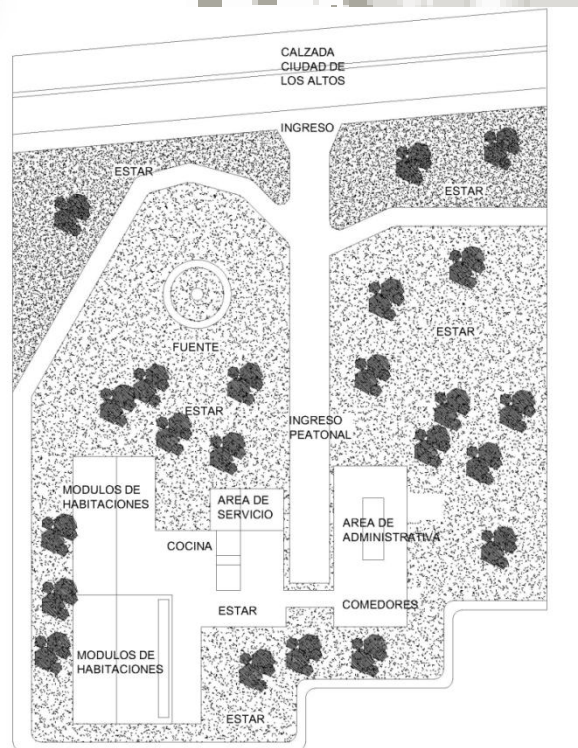 CALZADA
CIUDAD DE
LOS ALTOS
INGRESO
ESTAR
ESTAR
ESTAR
FUENTE
ESTAR
INGRESO
PEATONAL
MODULOS DE
HABITACIONES
AREA DE
SERVICIO
AREA DE
ADMINISTRATIVA
COCINA
ESTAR
COMEDORES
MODULOS DE
HABITACIONES
ESTAR